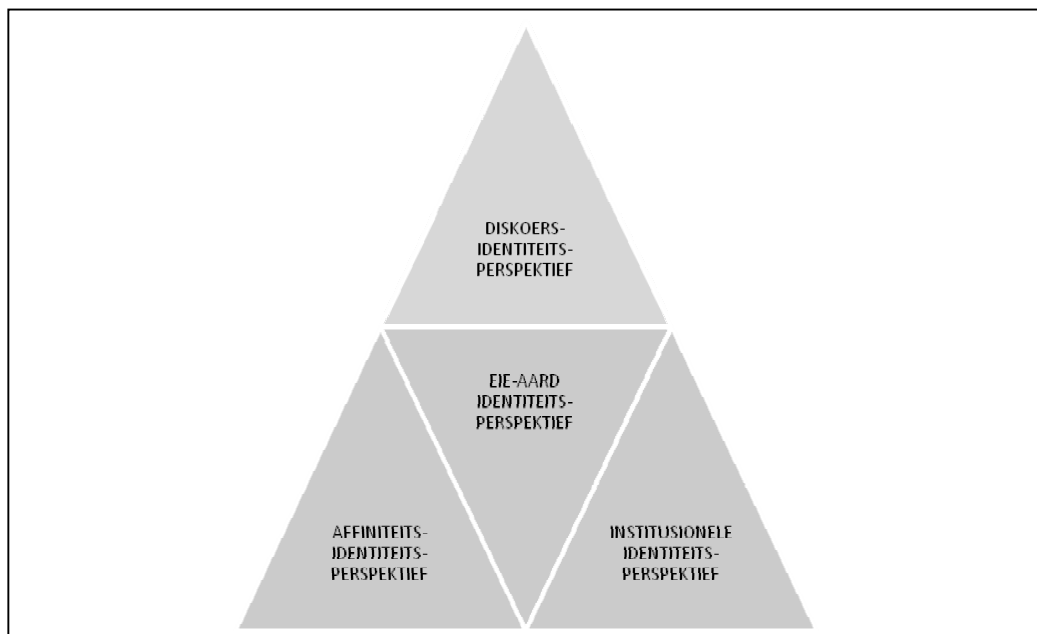 DISKOERS-
IDENTITEITS-
PERSPEKTIEF
EIE-AARD
IDENTITEITS-
PERSPEKTIEF
AFFINITEITS-
IDENTITEITS-
PERSPEKTIEF
INSTITUSIONELE
IDENTITEITS-
PERSPEKTIEF